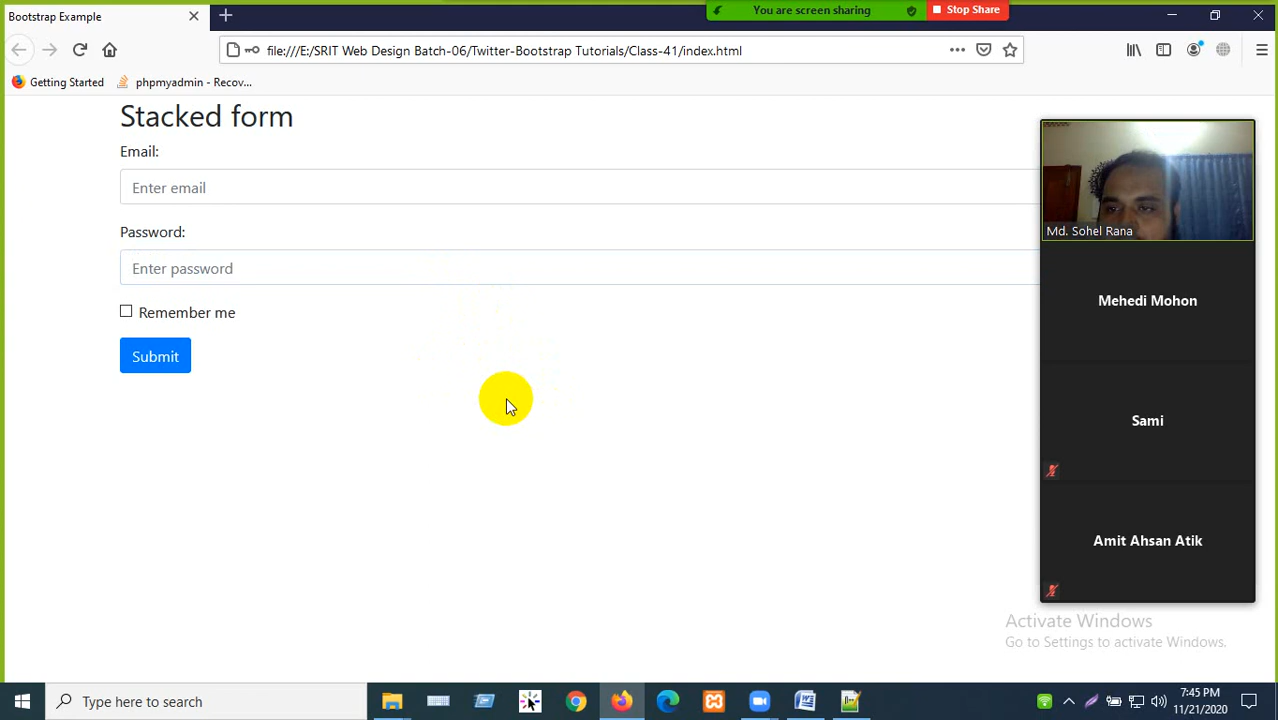 Bootstrap Example
You are screen sharing
Stop Share
file:///E:/SRIT Web Design Batch-06/Twitter-Bootstrap Tutorials/Class-41/index.html
Getting Started
phpmyadmin - Recov...
Stacked form
Email:
Enter email
Password:
Enter password
Remember me
Submit
Md. Sohel Rana
Mehedi Mohon
Sami
Amit Ahsan Atik
Activate Windows
Go to Settings to activate Windows.
Type here to search
7:45 PM
11/21/2020